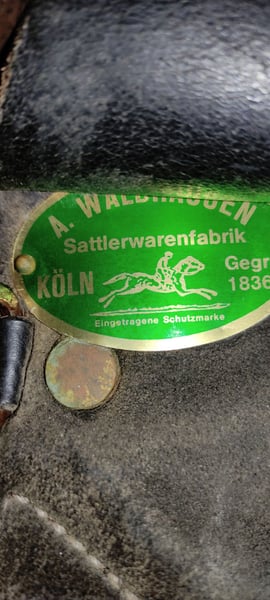 A. WALDHAUSEN
Sattlerwarenfabrik
KÖLN
Gegr
1836
Eingetragene Schutzmarke